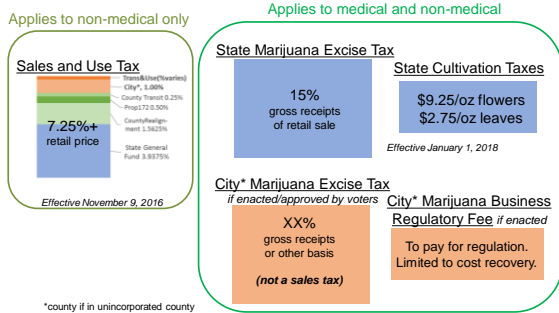 Applies to non-medical only
Sales and Use Tax
Trans&Use(%varies)
City*, 1.00%
County Transit 0.25%
Prop172 0.50%
CountyRealign-
ment 1.5625%
State General
Fund 3.9375%
7.25%+
retail price
Effective November 9, 2016
Applies to medical and non-medical
State Marijuana Excise Tax
15%
gross receipts
of retail sale
State Cultivation Taxes
$9.25/oz flowers
$2.75/oz leaves
Effective January 1, 2018
City* Marijuana Excise Tax
if enacted/approved by voters
XX%
gross receipts
or other basis
(not a sales tax)
City* Marijuana Business
Regulatory Fee if enacted
To pay for regulation.
Limited to cost recovery.
*county if in unincorporated county